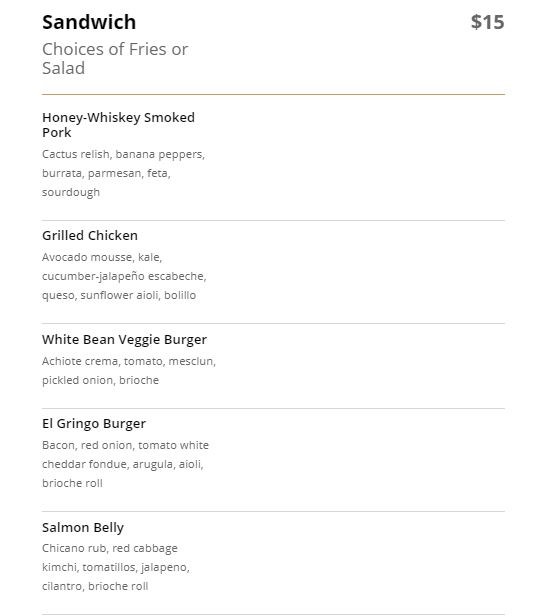 Sandwich $15
Choices of Fries or
Salad
Honey-Whiskey Smoked
Pork
Cactus relish, banana peppers,
burrata, parmesan, feta,
sourdough
Grilled Chicken
Avocado mousse, kale,
cucumber-jalapeño escabeche,
queso, sunflower aioli, bolillo
White Bean Veggie Burger
Achiote crema, tomato, mesclun,
pickled onion, brioche
El Gringo Burger
Bacon, red onion, tomato white
cheddar fondue, arugula, aioli,
brioche roll
Salmon Belly
Chicano rub, red cabbage
kimchi, tomatillos, jalapeno,
cilantro, brioche roll